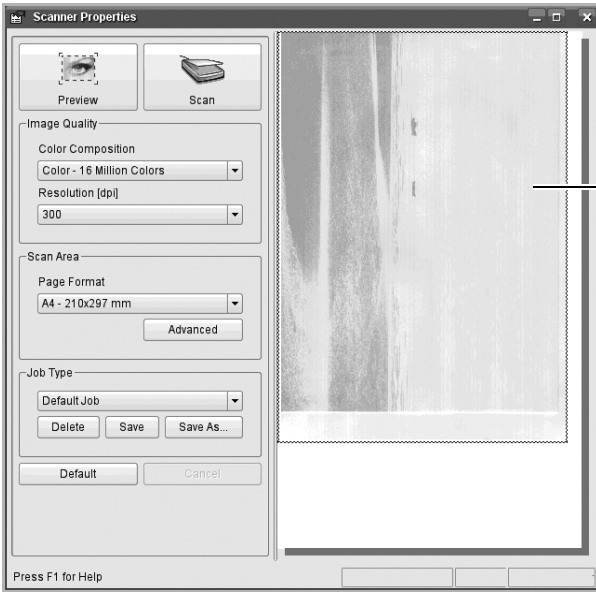 Scanner Properties
Preview
Scan
Image Quality
Color Composition
Color - 16 Million Colors
Resolution [dpi]
300
Scan Area
Page Format
A4 - 210x297 mm
Advanced
Job Type
Default Job
Delete
Save
Save As...
Default
Cancel
Press F1 for Help